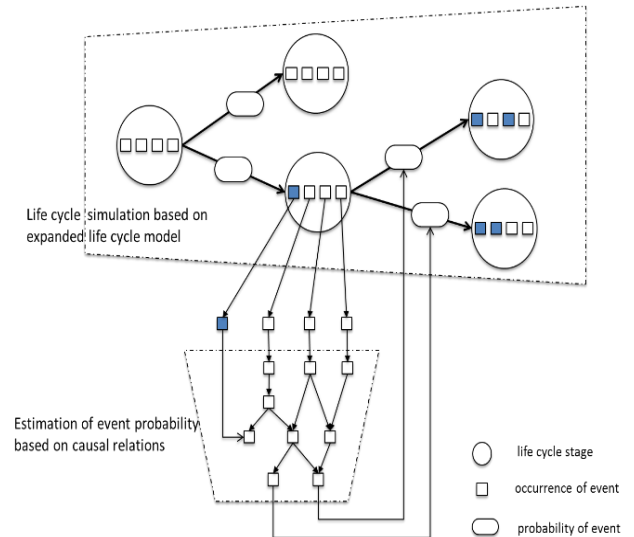 Life cycle simulation based on
expanded life cycle model
Estimation of event probability
based on causal relations
life cycle stage
occurrence of event
probability of event